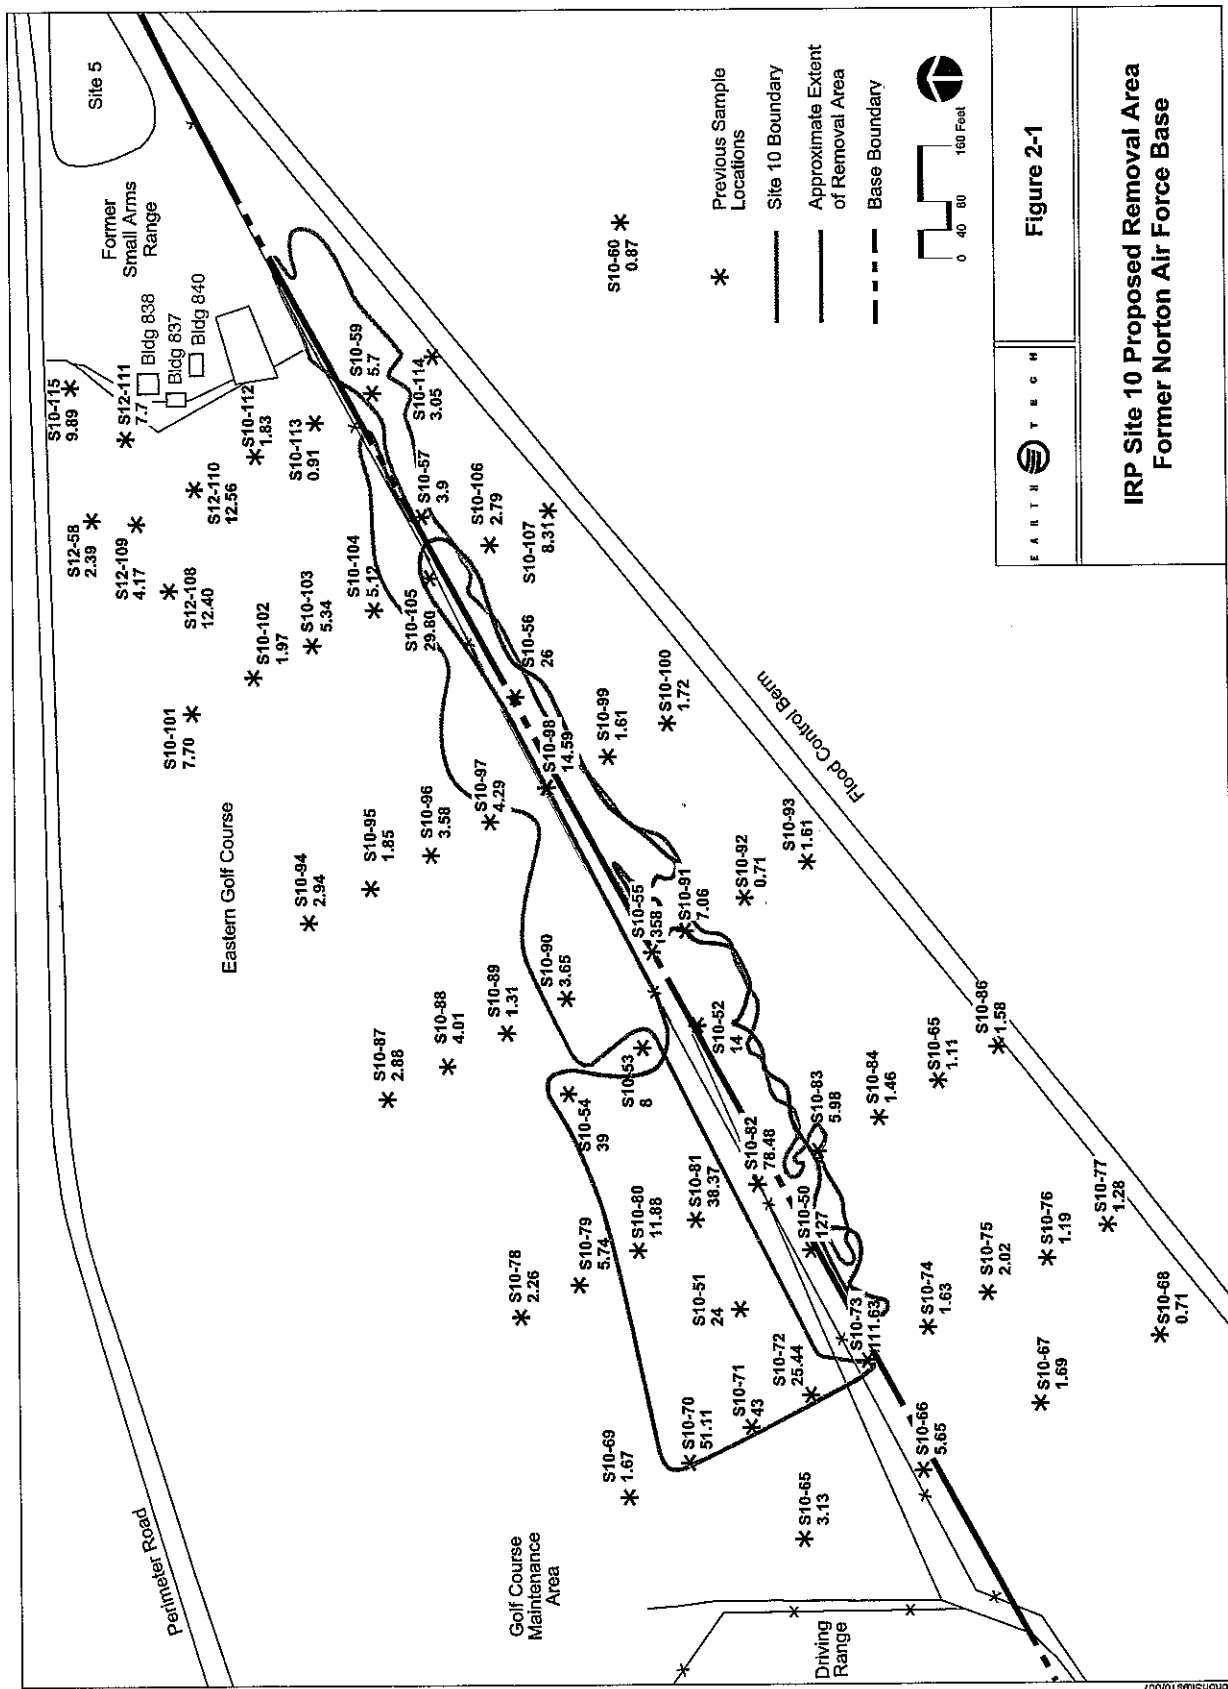 Site 5
Former
Small Arms
Range
Bldg 838
Bldg 837
Bldg 840
S10-115
9.89
S12-111
7.7
S10-112
1.83
S10-113
0.91
S12-110
12.56
S12-58
2.39
S12-109
4.17
S12-108
12.40
S10-102
1.97
S10-103
5.34
S10-104
5.12
S10-105
29.80
S10-101
7.70
S10-59
5.7
S10-114
3.05
S10-57
3.9
S10-106
2.79
S10-107
8.31
S10-56
26
S10-60
0.87
S10-98
14.59
S10-99
1.61
S10-100
1.72
Eastern Golf Course
S10-94
2.94
S10-95
1.85
S10-96
3.58
S10-97
4.29
S10-55
1358
S10-91
7.06
S10-92
0.71
S10-93
1.61
Flood Control Berm
S10-87
2.88
S10-88
4.01
S10-89
1.31
S10-90
3.65
S10-54
39
S10-53
8
S10-52
14
S10-83
5.98
S10-84
1.46
S10-65
1.11
S10-86
1.58
S10-78
2.26
S10-79
5.74
S10-80
11.88
S10-81
38.37
S10-82
78.48
S10-50
127
S10-51
24
S10-72
25.44
S10-73
111.63
S10-74
1.63
S10-75
2.02
S10-76
1.19
S10-77
1.28
S10-69
1.67
S10-70
51.11
S10-71
43
S10-65
3.13
S10-66
5.65
S10-67
1.69
S10-68
0.71
Perimeter Road
Golf Course
Maintenance
Area
Driving
Range
Previous Sample
Locations
Site 10 Boundary
Approximate Extent
of Removal Area
Base Boundary
0 40 80 160 Feet
EARTH TECH
Figure 2-1
IRP Site 10 Proposed Removal Area
Former Norton Air Force Base